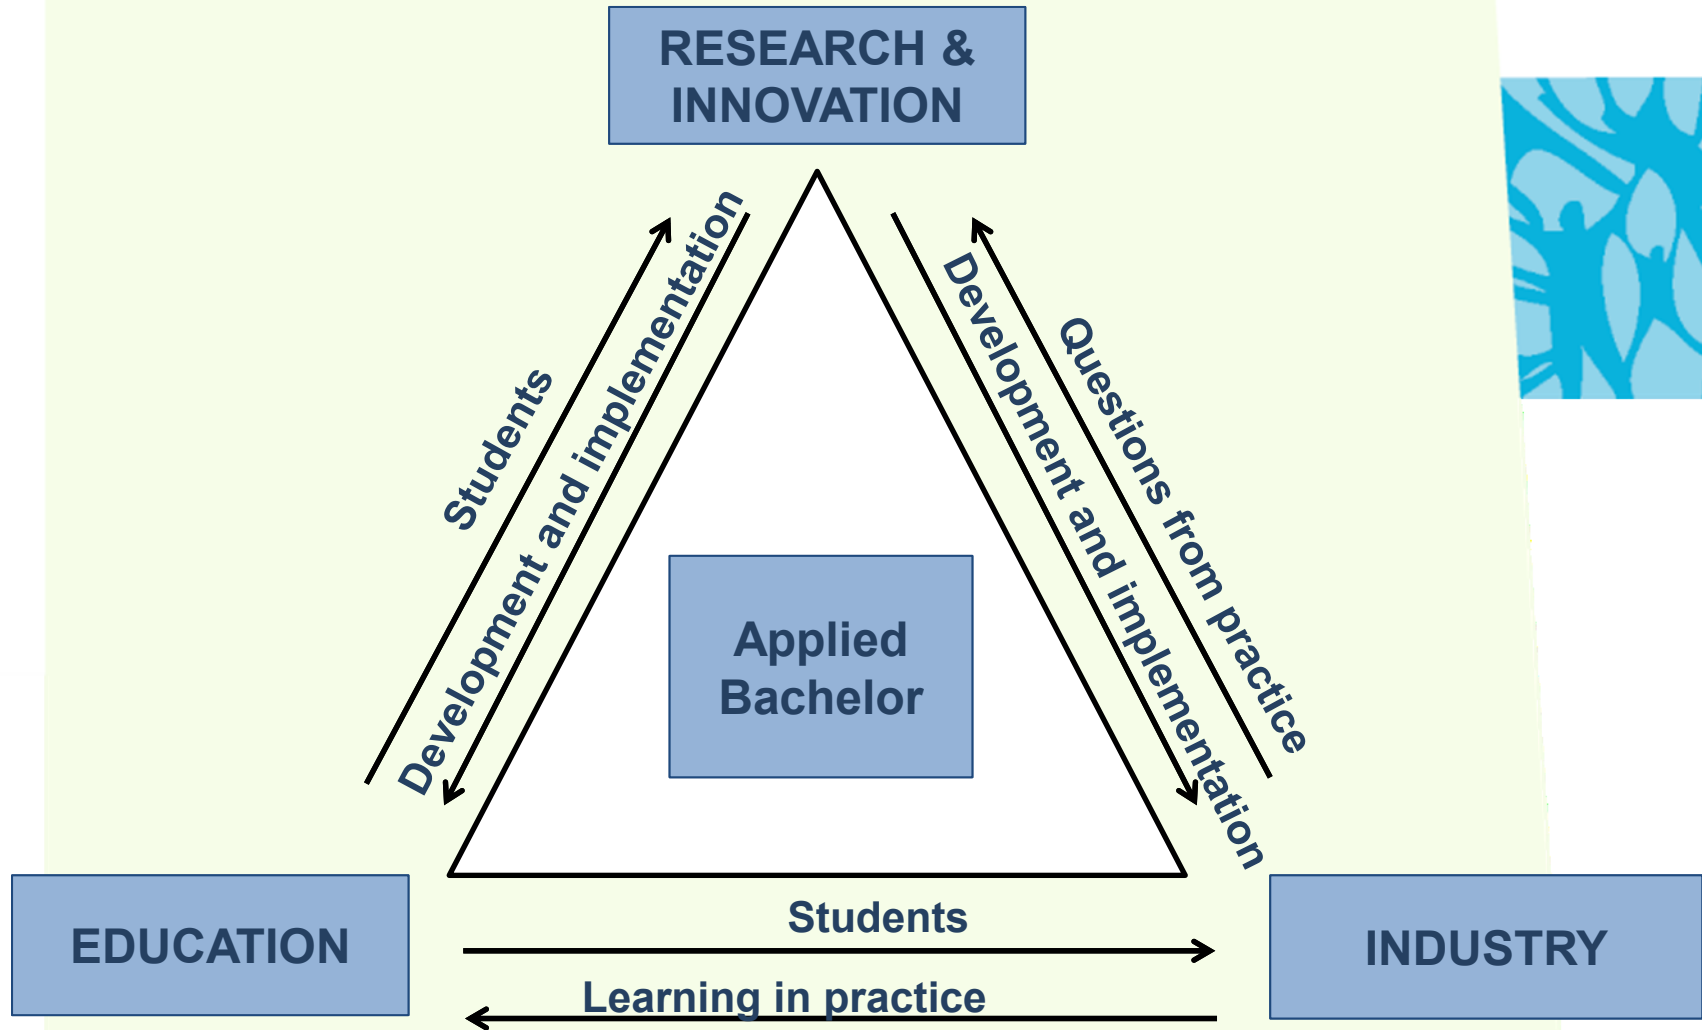 RESEARCH &
INNOVATION
Students
Development and implementation
Development and implementation
Questions from practice
Applied
Bachelor
EDUCATION
Students
Learning in practice
INDUSTRY